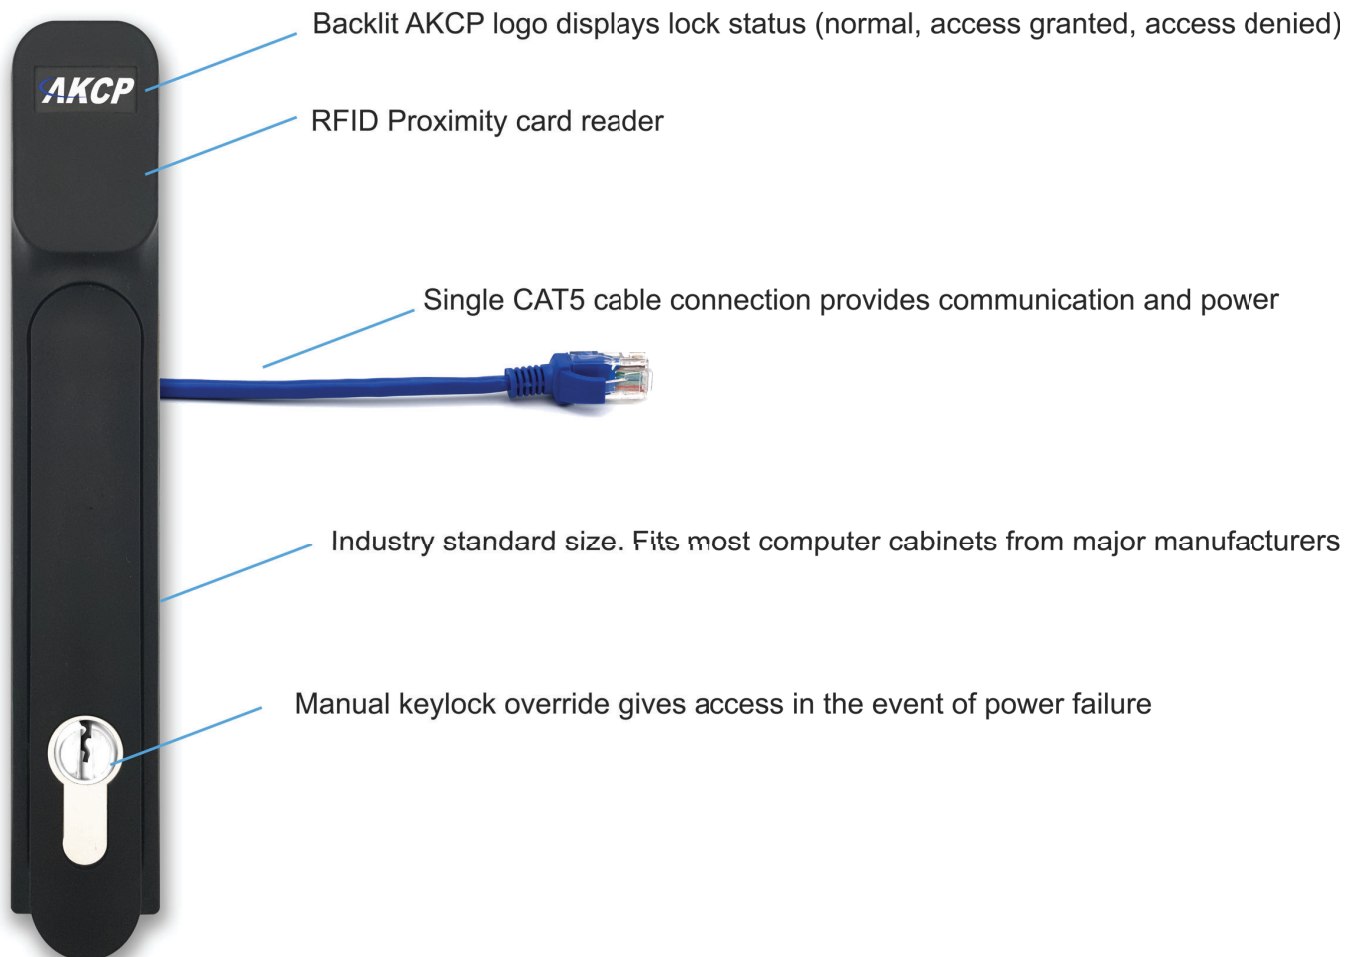 Backlit AKCP logo displays lock status (normal, access granted, access denied)
AKCP
RFID Proximity card reader
Single CAT5 cable connection provides communication and power
Industry standard size. Fits most computer cabinets from major manufacturers
Manual keylock override gives access in the event of power failure